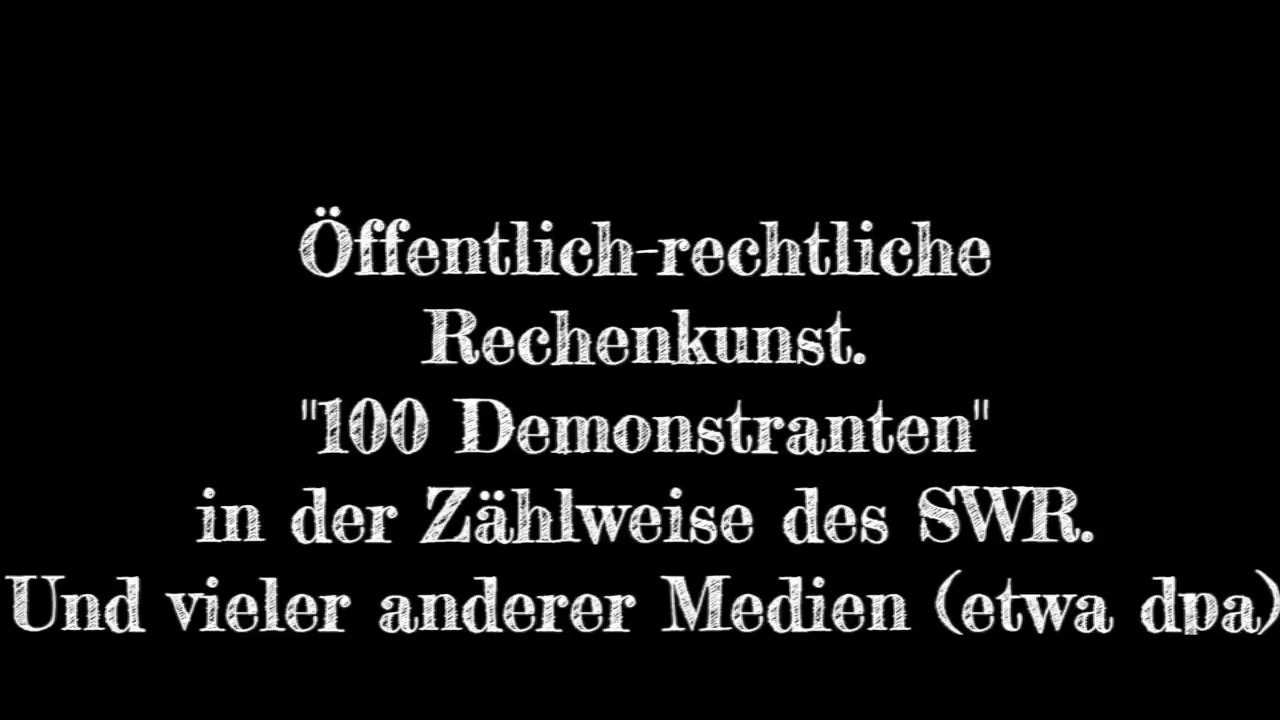 Öffentlich-rechtliche
Rechenkunst.
"100 Demonstranten"
in der Zählweise des SWR.
Und vieler anderer Medien (etwa dpa)